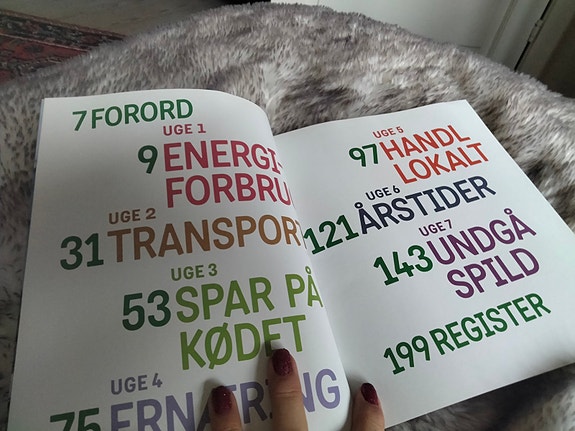 7 FORORD
UGE 1
9 ENERGI-
FORBRU
UGE 2
31 TRANSPORT
UGE 3
53 SPAR PÅ
KØDET
UGE 4
75 ERNÆRING
UGE 5
97 HANDL
LOKALT
UGE 6
121 ÅRSTIDER
UGE 7
143 UNDGÅ
SPILD
199 REGISTER